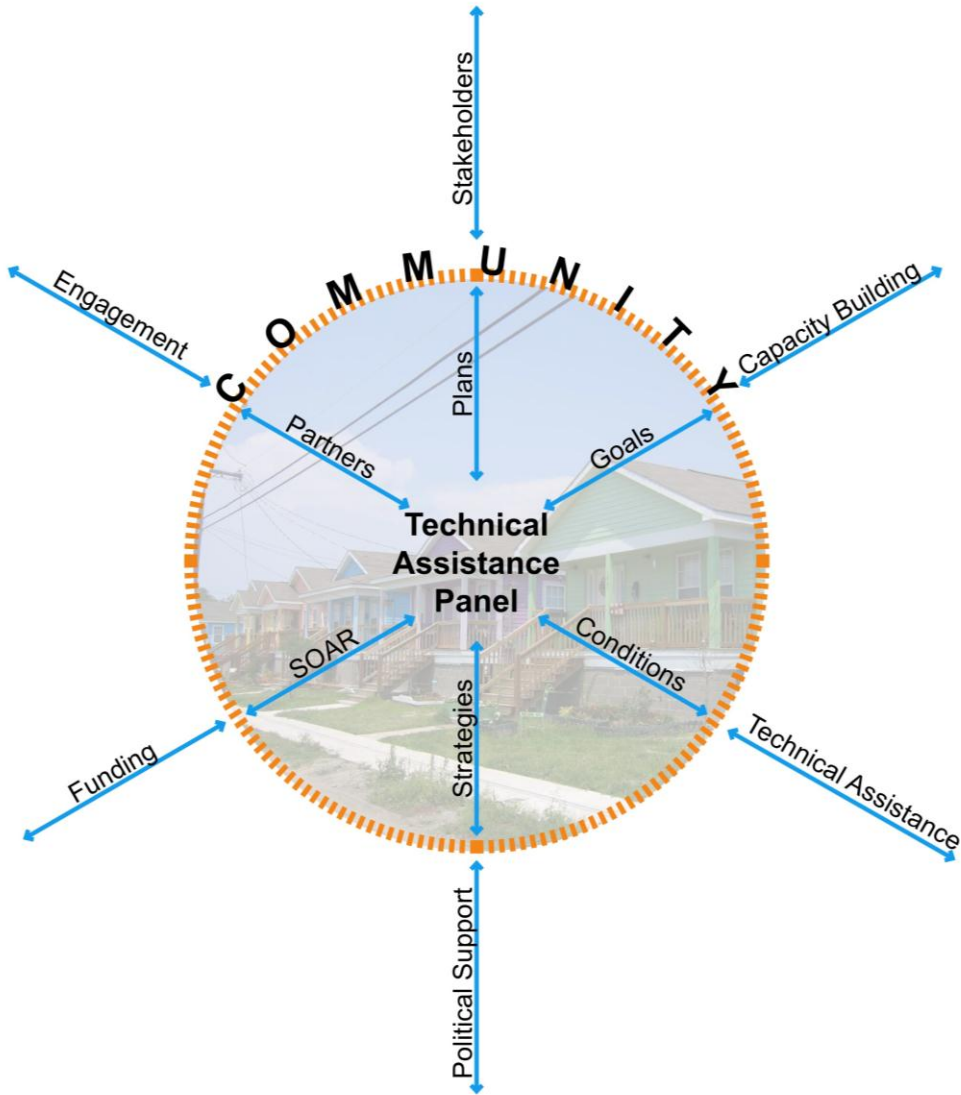 Stakeholders
COMMUNITY
Engagement
Capacity Building
Plans
Partners
Goals
Technical
Assistance
Panel
SOAR
Conditions
Strategies
Funding
Technical Assistance
Political Support